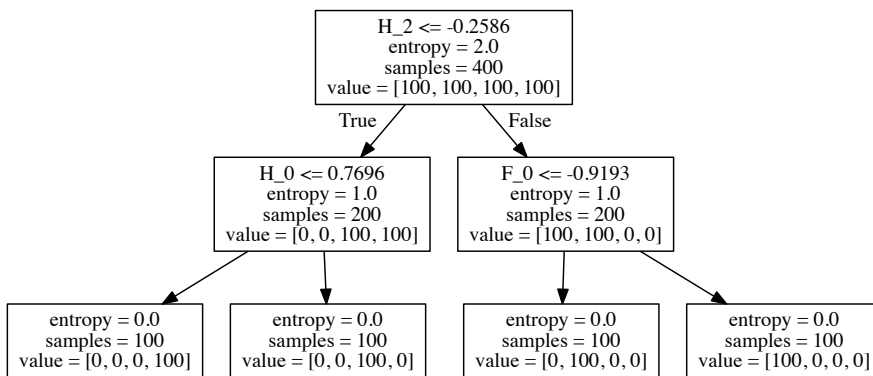 H_2 <= -0.2586
entropy = 2.0
samples = 400
value = [100, 100, 100, 100]
True
False
H_0 <= 0.7696
entropy = 1.0
samples = 200
value = [0, 0, 100, 100]
F_0 <= -0.9193
entropy = 1.0
samples = 200
value = [100, 100, 0, 0]
entropy = 0.0
samples = 100
value = [0, 0, 0, 100]
entropy = 0.0
samples = 100
value = [0, 0, 100, 0]
entropy = 0.0
samples = 100
value = [0, 100, 0, 0]
entropy = 0.0
samples = 100
value = [100, 0, 0, 0]